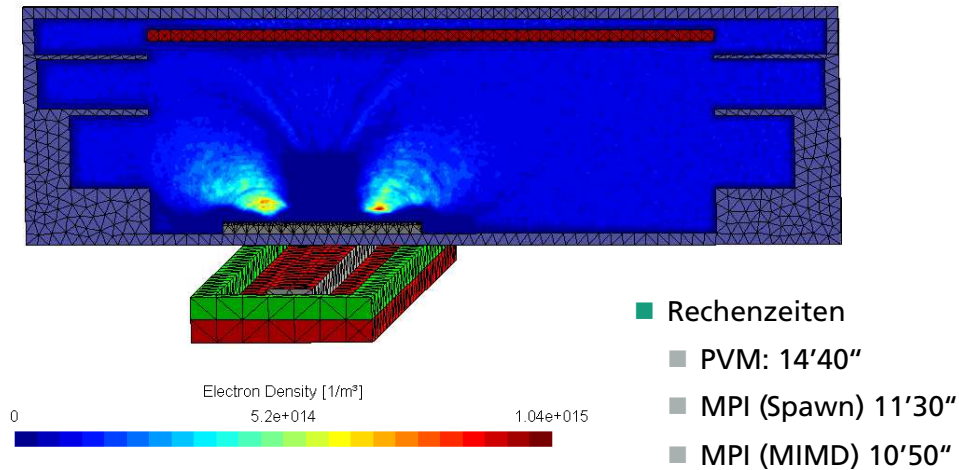 Rechenzeiten
PVM: 14’40“
MPI (Spawn) 11’30“
MPI (MIMD) 10’50“
Electron Density [1/m³]
0 5.2e+014 1.04e+015